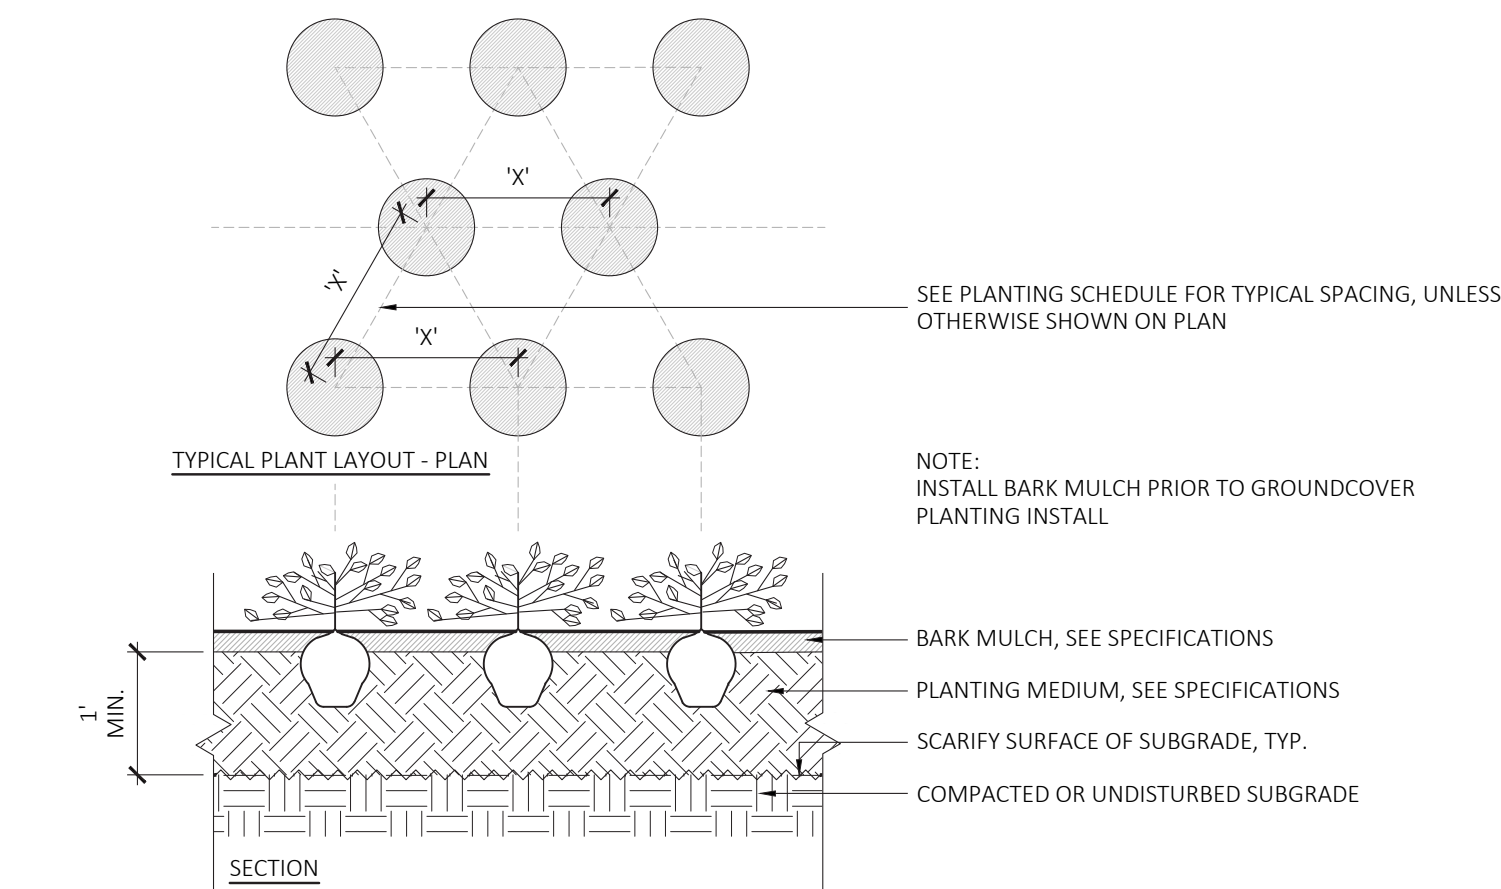 'X'
'X'
'X'
SEE PLANTING SCHEDULE FOR TYPICAL SPACING, UNLESS
OTHERWISE SHOWN ON PLAN
TYPICAL PLANT LAYOUT - PLAN
NOTE:
INSTALL BARK MULCH PRIOR TO GROUNDCOVER
PLANTING INSTALL
BARK MULCH, SEE SPECIFICATIONS
PLANTING MEDIUM, SEE SPECIFICATIONS
1'
MIN.
SCARIFY SURFACE OF SUBGRADE, TYP.
COMPACTED OR UNDISTURBED SUBGRADE
SECTION